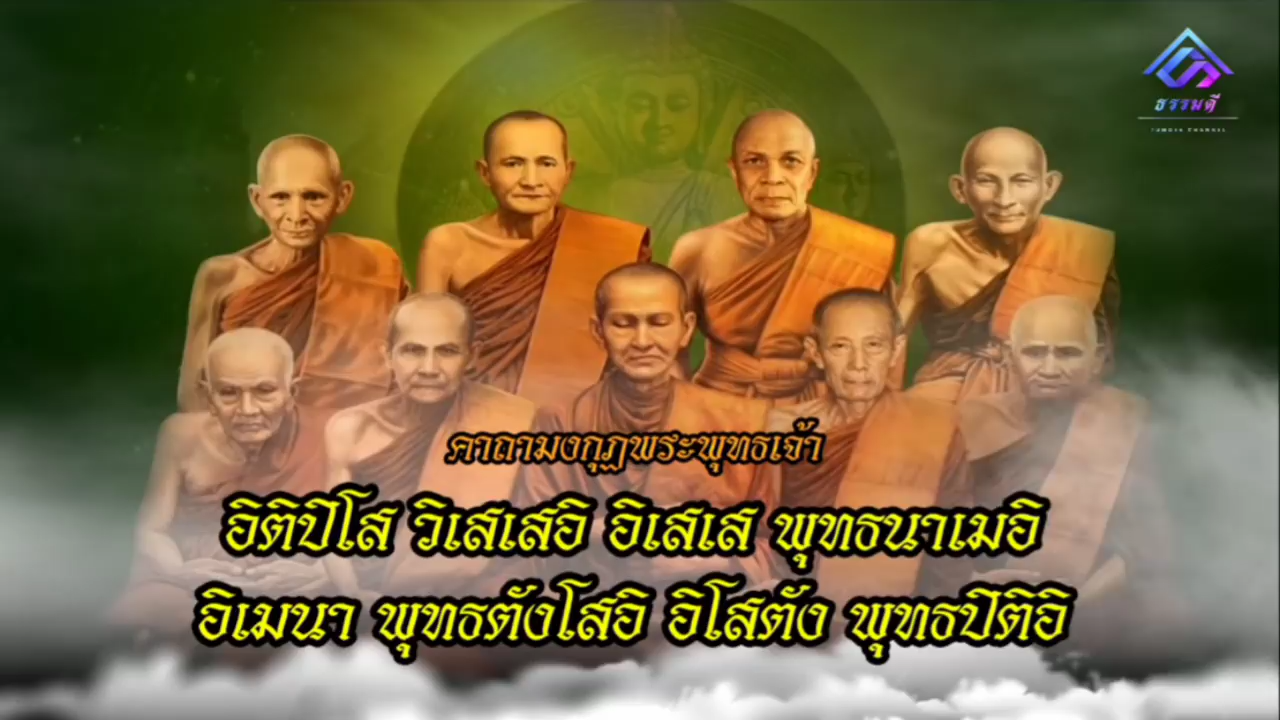 ธรรมดี
คาถามงกุฏพระพุทธเจ้า
อิติปิโส วิเสเสอิ อิเสเส พุทธนาเมอิ
อิเมนา พุทธตังโสอิ อิโสตัง พุทธปิติอิ